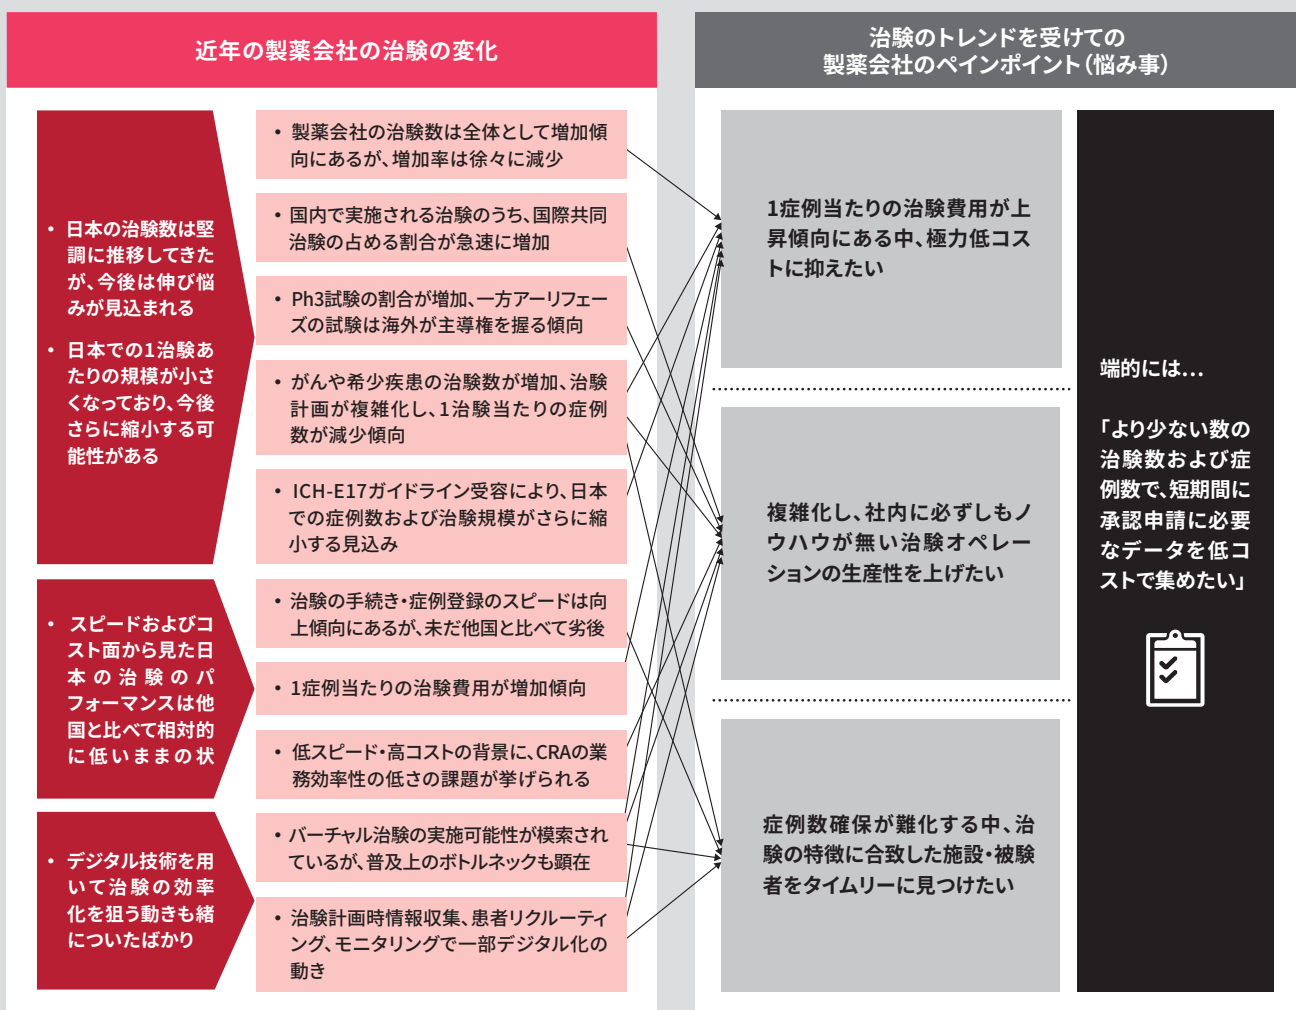 近年の製薬会社の治験の変化
• 日本の治験数は堅
調に推移してきた
が、今後は伸び悩
みが見込まれる
• 日本での1治験あ
たりの規模が小さ
くなっており、今後
さらに縮小する可
能性がある
• 製薬会社の治験数は全体として増加傾
向にあるが、増加率は徐々に減少
• 国内で実施される治験のうち、国際共同
治験の占める割合が急速に増加
• Ph3試験の割合が増加、一方アーリフェー
ズの試験は海外が主導権を握る傾向
• がんや希少疾患の治験数が増加、治験
計画が複雑化し、1治験当たりの症例
数が減少傾向
• ICH-E17ガイドライン受容により、日本
での症例数および治験規模がさらに縮
小する見込み
• スピードおよびコ
スト面から見た日
本の治験のパ
フォーマンスは他
国と比べて相対的
に低いままの状
• 治験の手続き・症例登録のスピードは向
上傾向にあるが、未だ他国と比べて劣後
• 1症例当たりの治験費用が増加傾向
• 低スピード・高コストの背景に、CRAの業
務効率性の低さの課題が挙げられる
• デジタル技術を用
いて治験の効率
化を狙う動きも緒
についたばかり
• バーチャル治験の実施可能性が模索され
ているが、普及上のボトルネックも顕在
• 治験計画時情報収集、患者リクルーティ
ング、モニタリングで一部デジタル化の
動き
治験のトレンドを受けての
製薬会社のペインポイント（悩み事）
1症例当たりの治験費用が上
昇傾向にある中、極力低コス
トに抑えたい
複雑化し、社内に必ずしもノ
ウハウが無い治験オペレー
ションの生産性を上げたい
症例数確保が難化する中、治
験の特徴に合致した施設・被験
者をタイムリーに見つけたい
端的には…
「より少ない数の
治験数および症
例数で、短期間に
承認申請に必要
なデータを低コ
ストで集めたい」